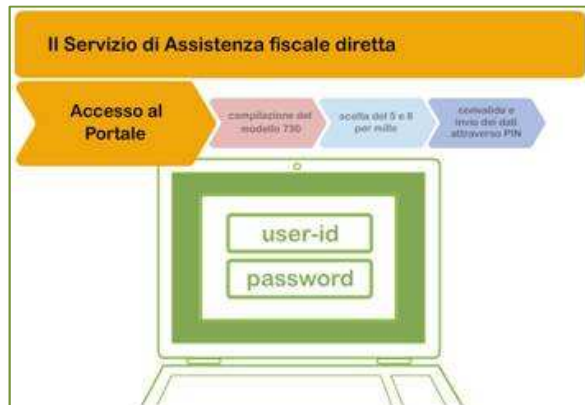 Il Servizio di Assistenza fiscale diretta
Accesso al
Portale
compilazione del
modello 730
scelta del 5 e 8
per mille
convalida e
invio dei dati
attraverso PIN
user-id
password